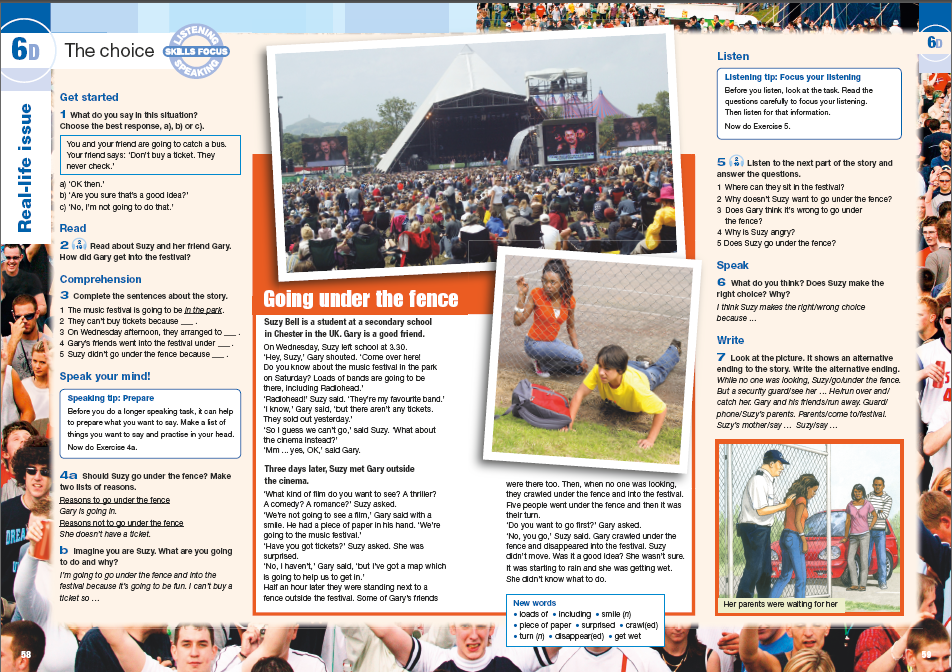 6D
The choice
LISTENING
SKILLS FOCUS
SPEAKING
Real-life issue
Get started
1 What do you say in this situation?
Choose the best response, a), b) or c).
You and your friend are going to catch a bus.
Your friend says: 'Don't buy a ticket. They
never check.'
a) 'OK then.'
b) 'Are you sure that's a good idea?'
c) 'No, I'm not going to do that.'
Read
2 Read about Suzy and her friend Gary.
How did Gary get into the festival?
Comprehension
3 Complete the sentences about the story.
1 The music festival is going to be in the park.
2 They can't buy tickets because ___ .
3 On Wednesday afternoon, they arranged to ___ .
4 Gary's friends went into the festival under ___ .
5 Suzy didn't go under the fence because ___ .
Speak your mind!
Speaking tip: Prepare
Before you do a longer speaking task, it can help
to prepare what you want to say. Make a list of
things you want to say and practise in your head.
Now do Exercise 4a.
4a Should Suzy go under the fence? Make
two lists of reasons.
Reasons to go under the fence
Gary is going in.
Reasons not to go under the fence
She doesn't have a ticket.
b Imagine you are Suzy. What are you going
to do and why?
I'm going to go under the fence and into the
festival because it's going to be fun. I can't buy a
ticket so …
58
Going under the fence
Suzy Bell is a student at a secondary school
in Chester in the UK. Gary is a good friend.
On Wednesday, Suzy left school at 3.30.
'Hey, Suzy,' Gary shouted. 'Come over here!
Do you know about the music festival in the park
on Saturday? Loads of bands are going to be
there, including Radiohead.'
'Radiohead!' Suzy said. 'They're my favourite band.'
'I know,' Gary said, 'but there aren't any tickets.
They sold out yesterday.'
'So I guess we can't go,' said Suzy. 'What about
the cinema instead?'
'Mm ... yes, OK,' said Gary.
Three days later, Suzy met Gary outside
the cinema.
'What kind of film do you want to see? A thriller?
A comedy? A romance?' Suzy asked.
'We're not going to see a film,' Gary said with a
smile. He had a piece of paper in his hand. 'We're
going to the music festival.'
'Have you got tickets?' Suzy asked. She was
surprised.
'No, I haven't,' Gary said, 'but I've got a map which
is going to help us to get in.'
Half an hour later they were standing next to a
fence outside the festival. Some of Gary's friends
were there too. Then, when no one was looking,
they crawled under the fence and into the festival.
Five people went under the fence and then it was
their turn.
'Do you want to go first?' Gary asked.
'No, you go,' Suzy said. Gary crawled under the
fence and disappeared into the festival. Suzy
didn't move. Was it a good idea? She wasn't sure.
It was starting to rain and she was getting wet.
She didn't know what to do.
New words
• loads of • including • smile (n)
• piece of paper • surprised • crawl(ed)
• turn (n) • disappear(ed) • get wet
6D
Listen
Listening tip: Focus your listening
Before you listen, look at the task. Read the
questions carefully to focus your listening.
Then listen for that information.
Now do Exercise 5.
5 Listen to the next part of the story and
answer the questions.
1 Where can they sit in the festival?
2 Why doesn't Suzy want to go under the fence?
3 Does Gary think it's wrong to go under
the fence?
4 Why is Suzy angry?
5 Does Suzy go under the fence?
Speak
6 What do you think? Does Suzy make the
right choice? Why?
I think Suzy makes the right/wrong choice
because …
Write
7 Look at the picture. It shows an alternative
ending to the story. Write the alternative ending.
While no one was looking, Suzy/go/under the fence.
But a security guard/see her … He/run over and/
catch her. Gary and his friends/run away. Guard/
phone/Suzy's parents. Parents/come to/festival.
Suzy's mother/say … Suzy/say …
Her parents were waiting for her